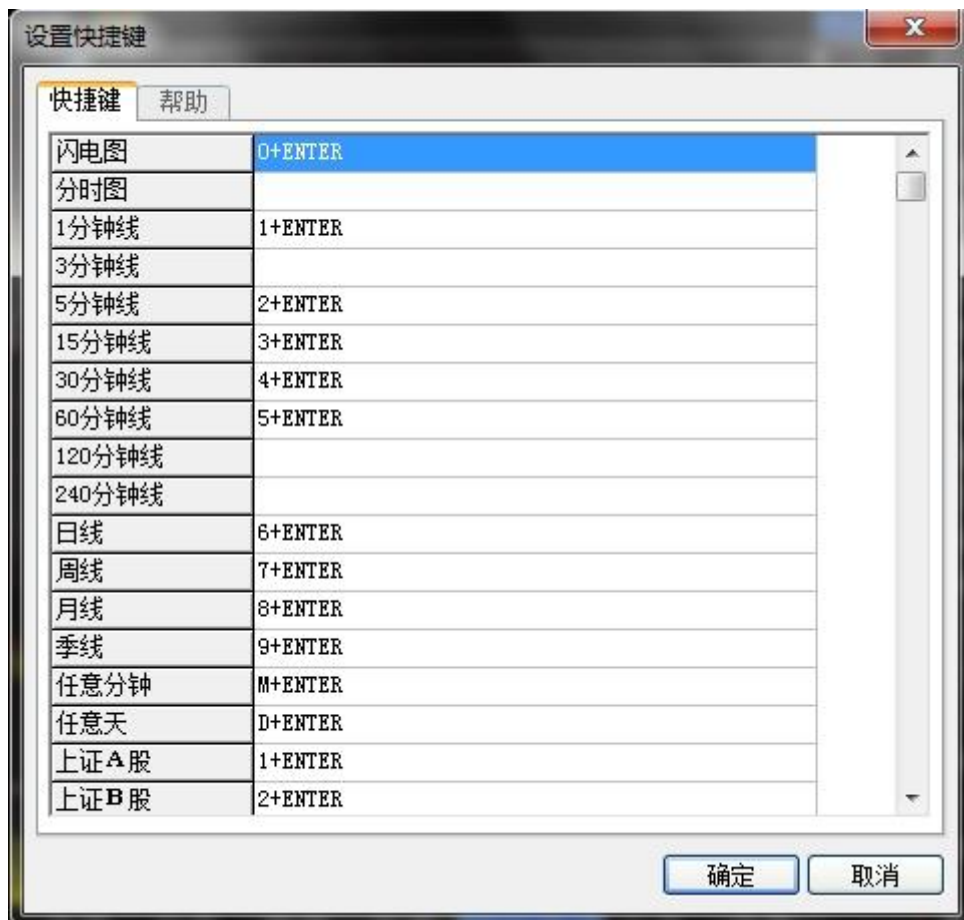 设置快捷键
快捷键 帮助
闪电图 0+ENTER
分时图
1分钟线 1+ENTER
3分钟线
5分钟线 2+ENTER
15分钟线 3+ENTER
30分钟线 4+ENTER
60分钟线 5+ENTER
120分钟线
240分钟线
日线 6+ENTER
周线 7+ENTER
月线 8+ENTER
季线 9+ENTER
任意分钟 M+ENTER
任意天 D+ENTER
上证A股 1+ENTER
上证B股 2+ENTER
确定 取消